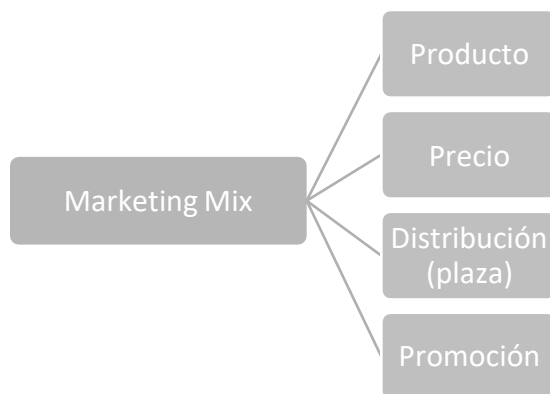 Marketing Mix
Producto
Precio
Distribución
(plaza)
Promoción